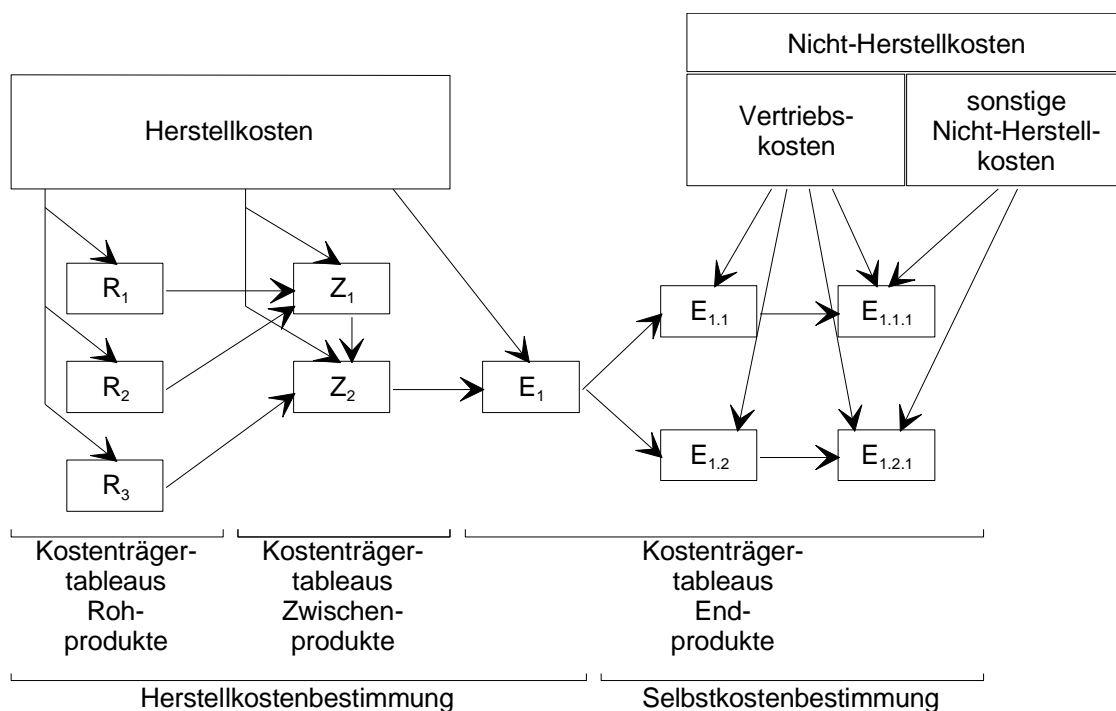 Nicht-Herstellkosten
Herstellkosten
Vertriebs-
kosten
sonstige
Nicht-Herstell-
kosten
R1
Z1
E1.1
E1.1.1
R2
Z2
E1
R3
E1.2
E1.2.1
Kostenträger-
tableaus
Roh-
produkte
Kostenträger-
tableaus
Zwischen-
produkte
Kostenträger-
tableaus
End-
produkte
Herstellkostenbestimmung
Selbstkostenbestimmung